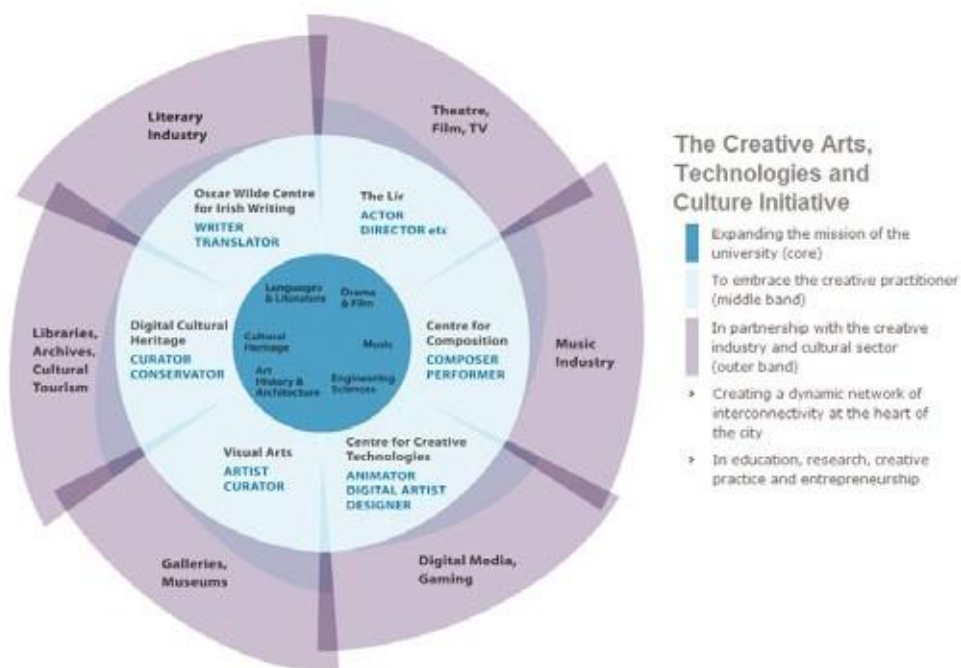 Literary
Industry
Theatre,
Film, TV
Oscar Wilde Centre
for Irish Writing
WRITER
TRANSLATOR
The Lir
ACTOR
DIRECTOR etc
Languages
& Literature
Drama
& Film
Libraries,
Archives,
Cultural
Tourism
Digital Cultural
Heritage
CURATOR
CONSERVATOR
Cultural
Heritage
Music
Art
History &
Architecture
Engineering
Sciences
Centre for
Composition
COMPOSER
PERFORMER
Music
Industry
Visual Arts
ARTIST
CURATOR
Centre for Creative
Technologies
ANIMATOR
DIGITAL ARTIST
DESIGNER
Galleries,
Museums
Digital Media,
Gaming
The Creative Arts,
Technologies and
Culture Initiative
Expanding the mission of the
university (core)
To embrace the creative practitioner
(middle band)
In partnership with the creative
industry and cultural sector
(outer band)
> Creating a dynamic network of
interconnectivity at the heart of
the city
> In education, research, creative
practice and entrepreneurship